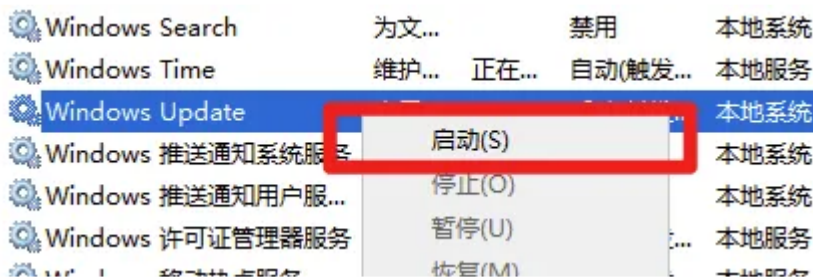 Windows Search 为文... 禁用 本地系统
Windows Time 维护... 正在... 自动(触发... 本地服务
Windows Update 本地系统
启动(S)
Windows 推送通知系统服务 本地系统
停止(O)
Windows 推送通知用户服... 本地系统
暂停(U)
Windows 许可证管理器服务 ... 本地服务
恢复(M)